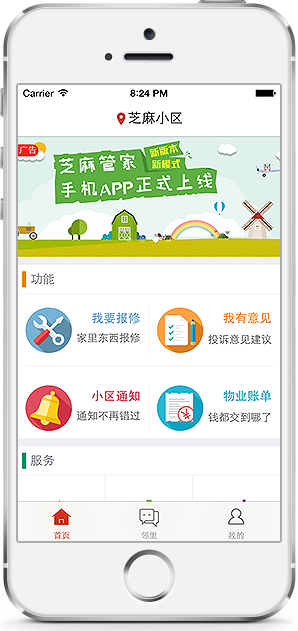 Carrier 8:24 PM
芝麻小区
广告
芝麻管家
新版本
新模式
手机APP正式上线
功能
我要报修
家里东西报修
我有意见
投诉意见建议
小区通知
通知不再错过
物业账单
钱都交到哪了
服务
首页 邻里 我的